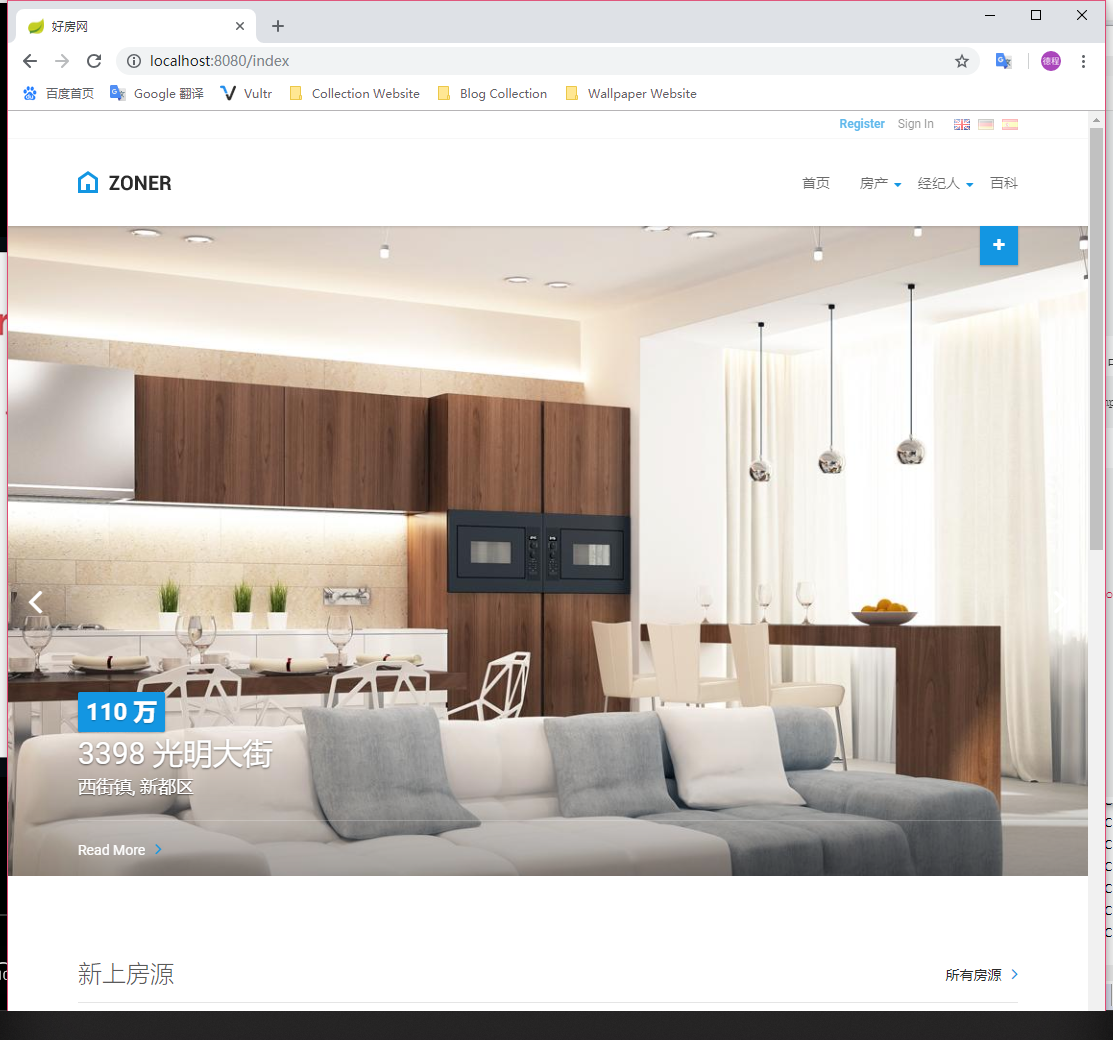 好房网
localhost:8080/index
德程
百度首页 Google 翻译 Vultr Collection Website Blog Collection Wallpaper Website
Register Sign In
ZONER
首页 房产 经纪人 百科
110 万
3398 光明大街
西街镇, 新都区
Read More
新上房源
所有房源